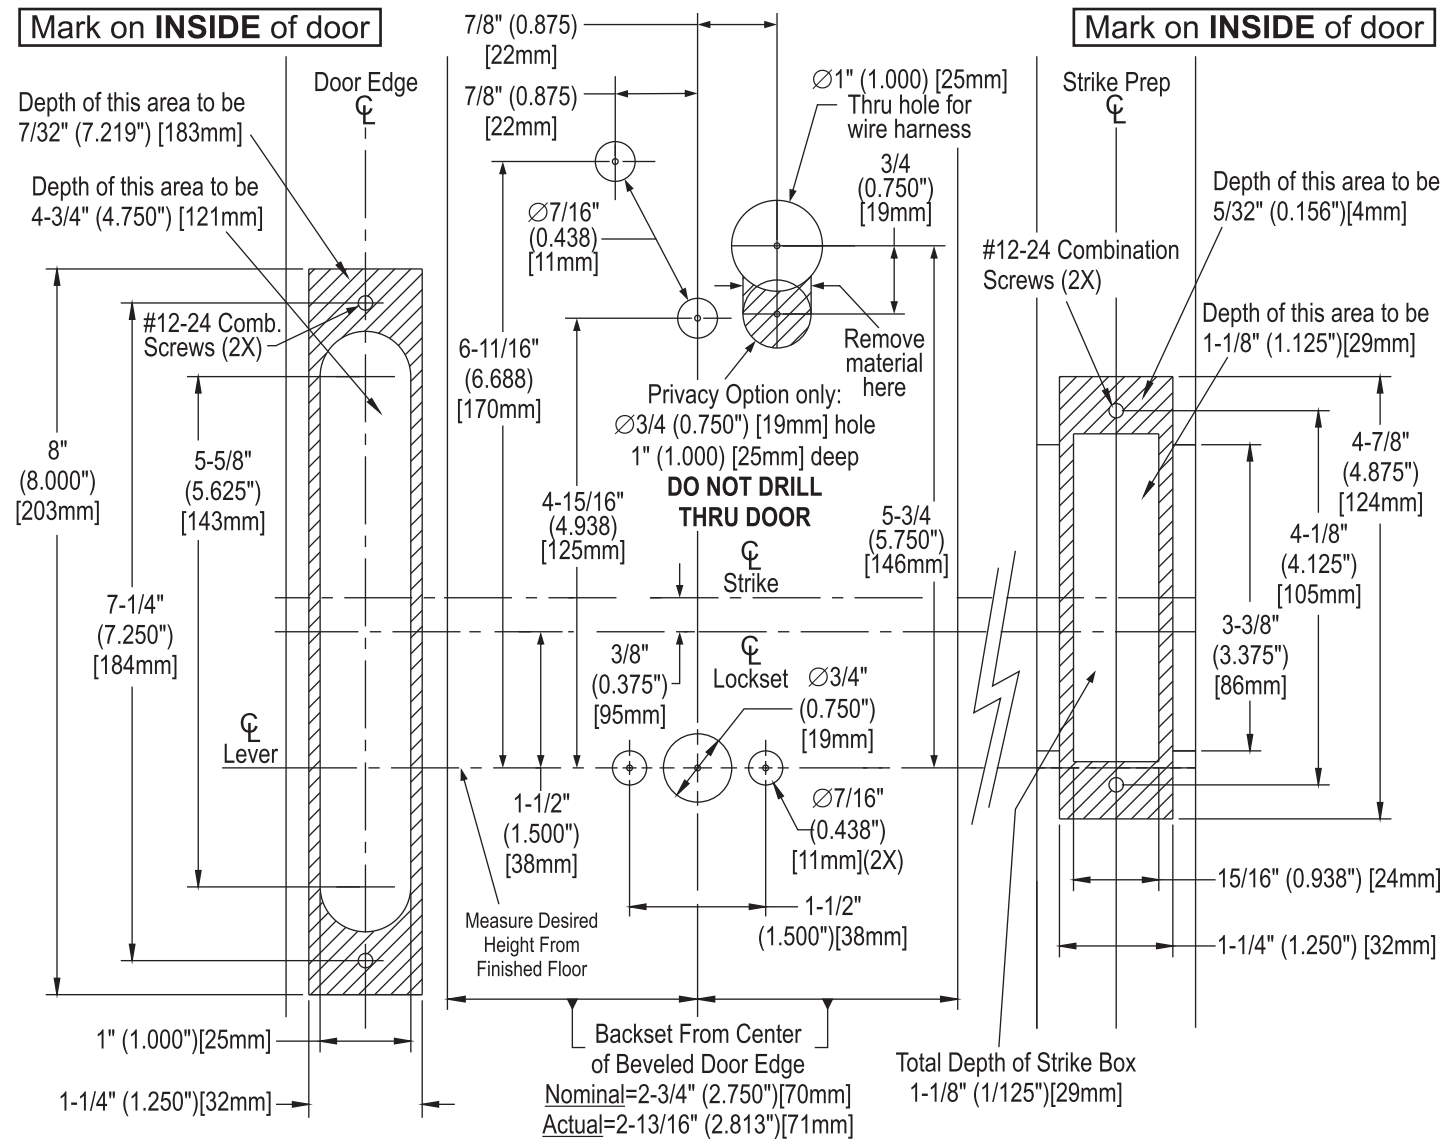 Mark on INSIDE of door
Door Edge
℄
Depth of this area to be
7/32" (7.219") [183mm]
Depth of this area to be
4-3/4" (4.750") [121mm]
#12-24 Comb.
Screws (2X)
8"
(8.000")
[203mm]
5-5/8"
(5.625")
[143mm]
7-1/4"
(7.250")
[184mm]
℄
Lever
1" (1.000")[25mm]
1-1/4" (1.250")[32mm]
7/8" (0.875)
[22mm]
7/8" (0.875)
[22mm]
∅1" (1.000) [25mm]
Thru hole for
wire harness
3/4
(0.750")
[19mm]
∅7/16"
(0.438)
[11mm]
6-11/16"
(6.688)
[170mm]
Remove
material
here
Privacy Option only:
∅3/4 (0.750") [19mm] hole
1" (1.000) [25mm] deep
DO NOT DRILL
THRU DOOR
4-15/16"
(4.938)
[125mm]
5-3/4
(5.750")
[146mm]
℄
Strike
3/8"
(0.375")
[95mm]
℄
Lockset
∅3/4"
(0.750")
[19mm]
1-1/2"
(1.500")
[38mm]
∅7/16"
(0.438")
[11mm](2X)
1-1/2"
(1.500")[38mm]
Measure Desired
Height From
Finished Floor
Backset From Center
of Beveled Door Edge
Nominal=2-3/4" (2.750")[70mm]
Actual=2-13/16" (2.813")[71mm]
Mark on INSIDE of door
Strike Prep
℄
Depth of this area to be
5/32" (0.156")[4mm]
#12-24 Combination
Screws (2X)
Depth of this area to be
1-1/8" (1.125")[29mm]
4-7/8"
(4.875")
[124mm]
4-1/8"
(4.125")
[105mm]
3-3/8"
(3.375")
[86mm]
15/16" (0.938") [24mm]
1-1/4" (1.250") [32mm]
Total Depth of Strike Box
1-1/8" (1/125")[29mm]